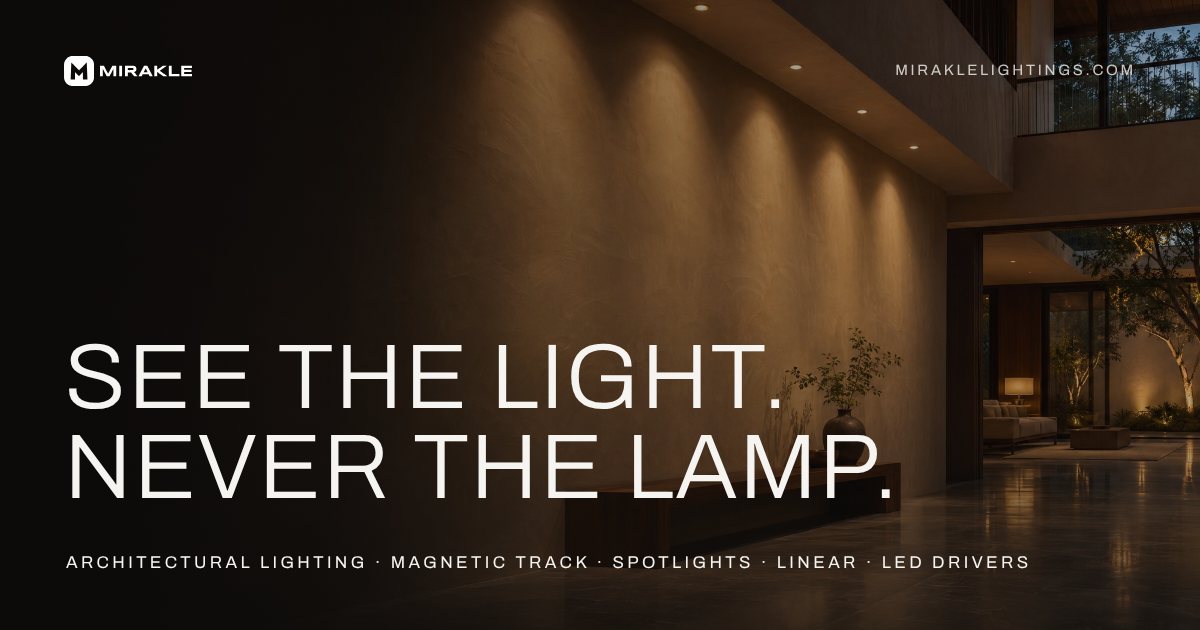 MIRAKLE
MIRAKLELIGHTINGS.COM
SEE THE LIGHT.
NEVER THE LAMP.
ARCHITECTURAL LIGHTING · MAGNETIC TRACK · SPOTLIGHTS · LINEAR · LED DRIVERS